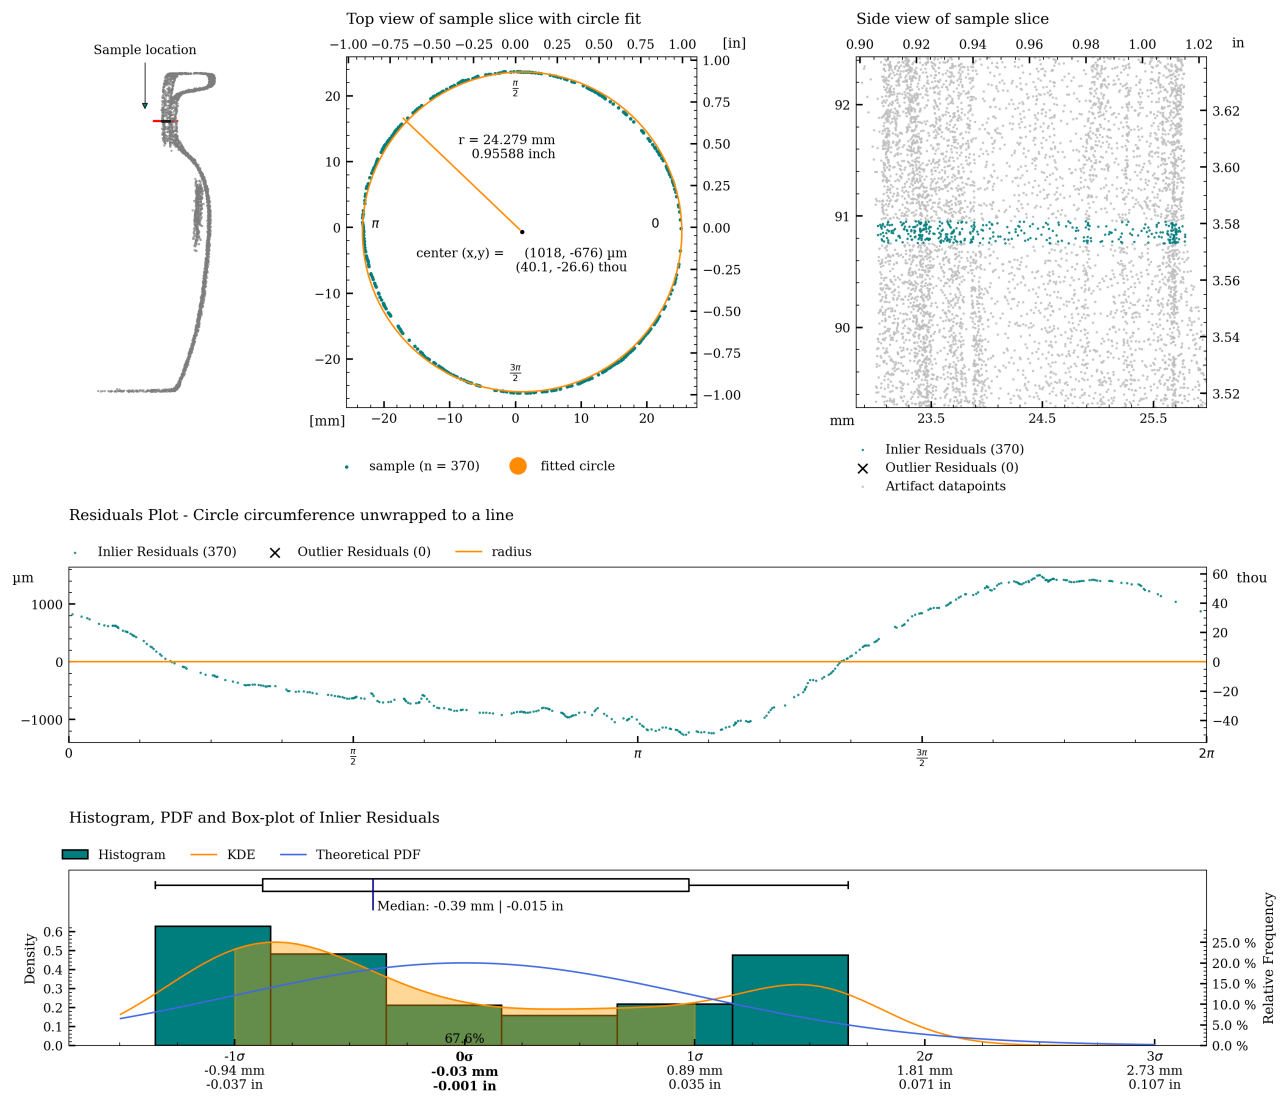 Top view of sample slice with circle fit
Side view of sample slice
Sample location
−1.00 −0.75 −0.50 −0.25 0.00 0.25 0.50 0.75 1.00 [in]
0.90 0.92 0.94 0.96 0.98 1.00 1.02 in
1.00
0.75
0.50
0.25
0.00
−0.25
−0.50
−0.75
−1.00
20
10
0
−10
−20
π/2
r = 24.279 mm
0.95588 inch
π
0
center (x,y) = (1018, -676) µm
(40.1, -26.6) thou
3π/2
[mm] −20 −10 0 10 20
92
91
90
3.62
3.60
3.58
3.56
3.54
3.52
mm 23.5 24.5 25.5
sample (n = 370)
fitted circle
Inlier Residuals (370)
Outlier Residuals (0)
Artifact datapoints
Residuals Plot - Circle circumference unwrapped to a line
Inlier Residuals (370)
Outlier Residuals (0)
radius
µm
1000
0
−1000
60 thou
40
20
0
−20
−40
0 π/2 π 3π/2 2π
Histogram, PDF and Box-plot of Inlier Residuals
Histogram
KDE
Theoretical PDF
Median: -0.39 mm | -0.015 in
Density
0.6
0.5
0.4
0.3
0.2
0.1
0.0
25.0 %
20.0 %
15.0 %
10.0 %
5.0 %
0.0 %
Relative Frequency
67.6%
-1σ 0σ 1σ 2σ 3σ
-0.94 mm -0.03 mm 0.89 mm 1.81 mm 2.73 mm
-0.037 in -0.001 in 0.035 in 0.071 in 0.107 in